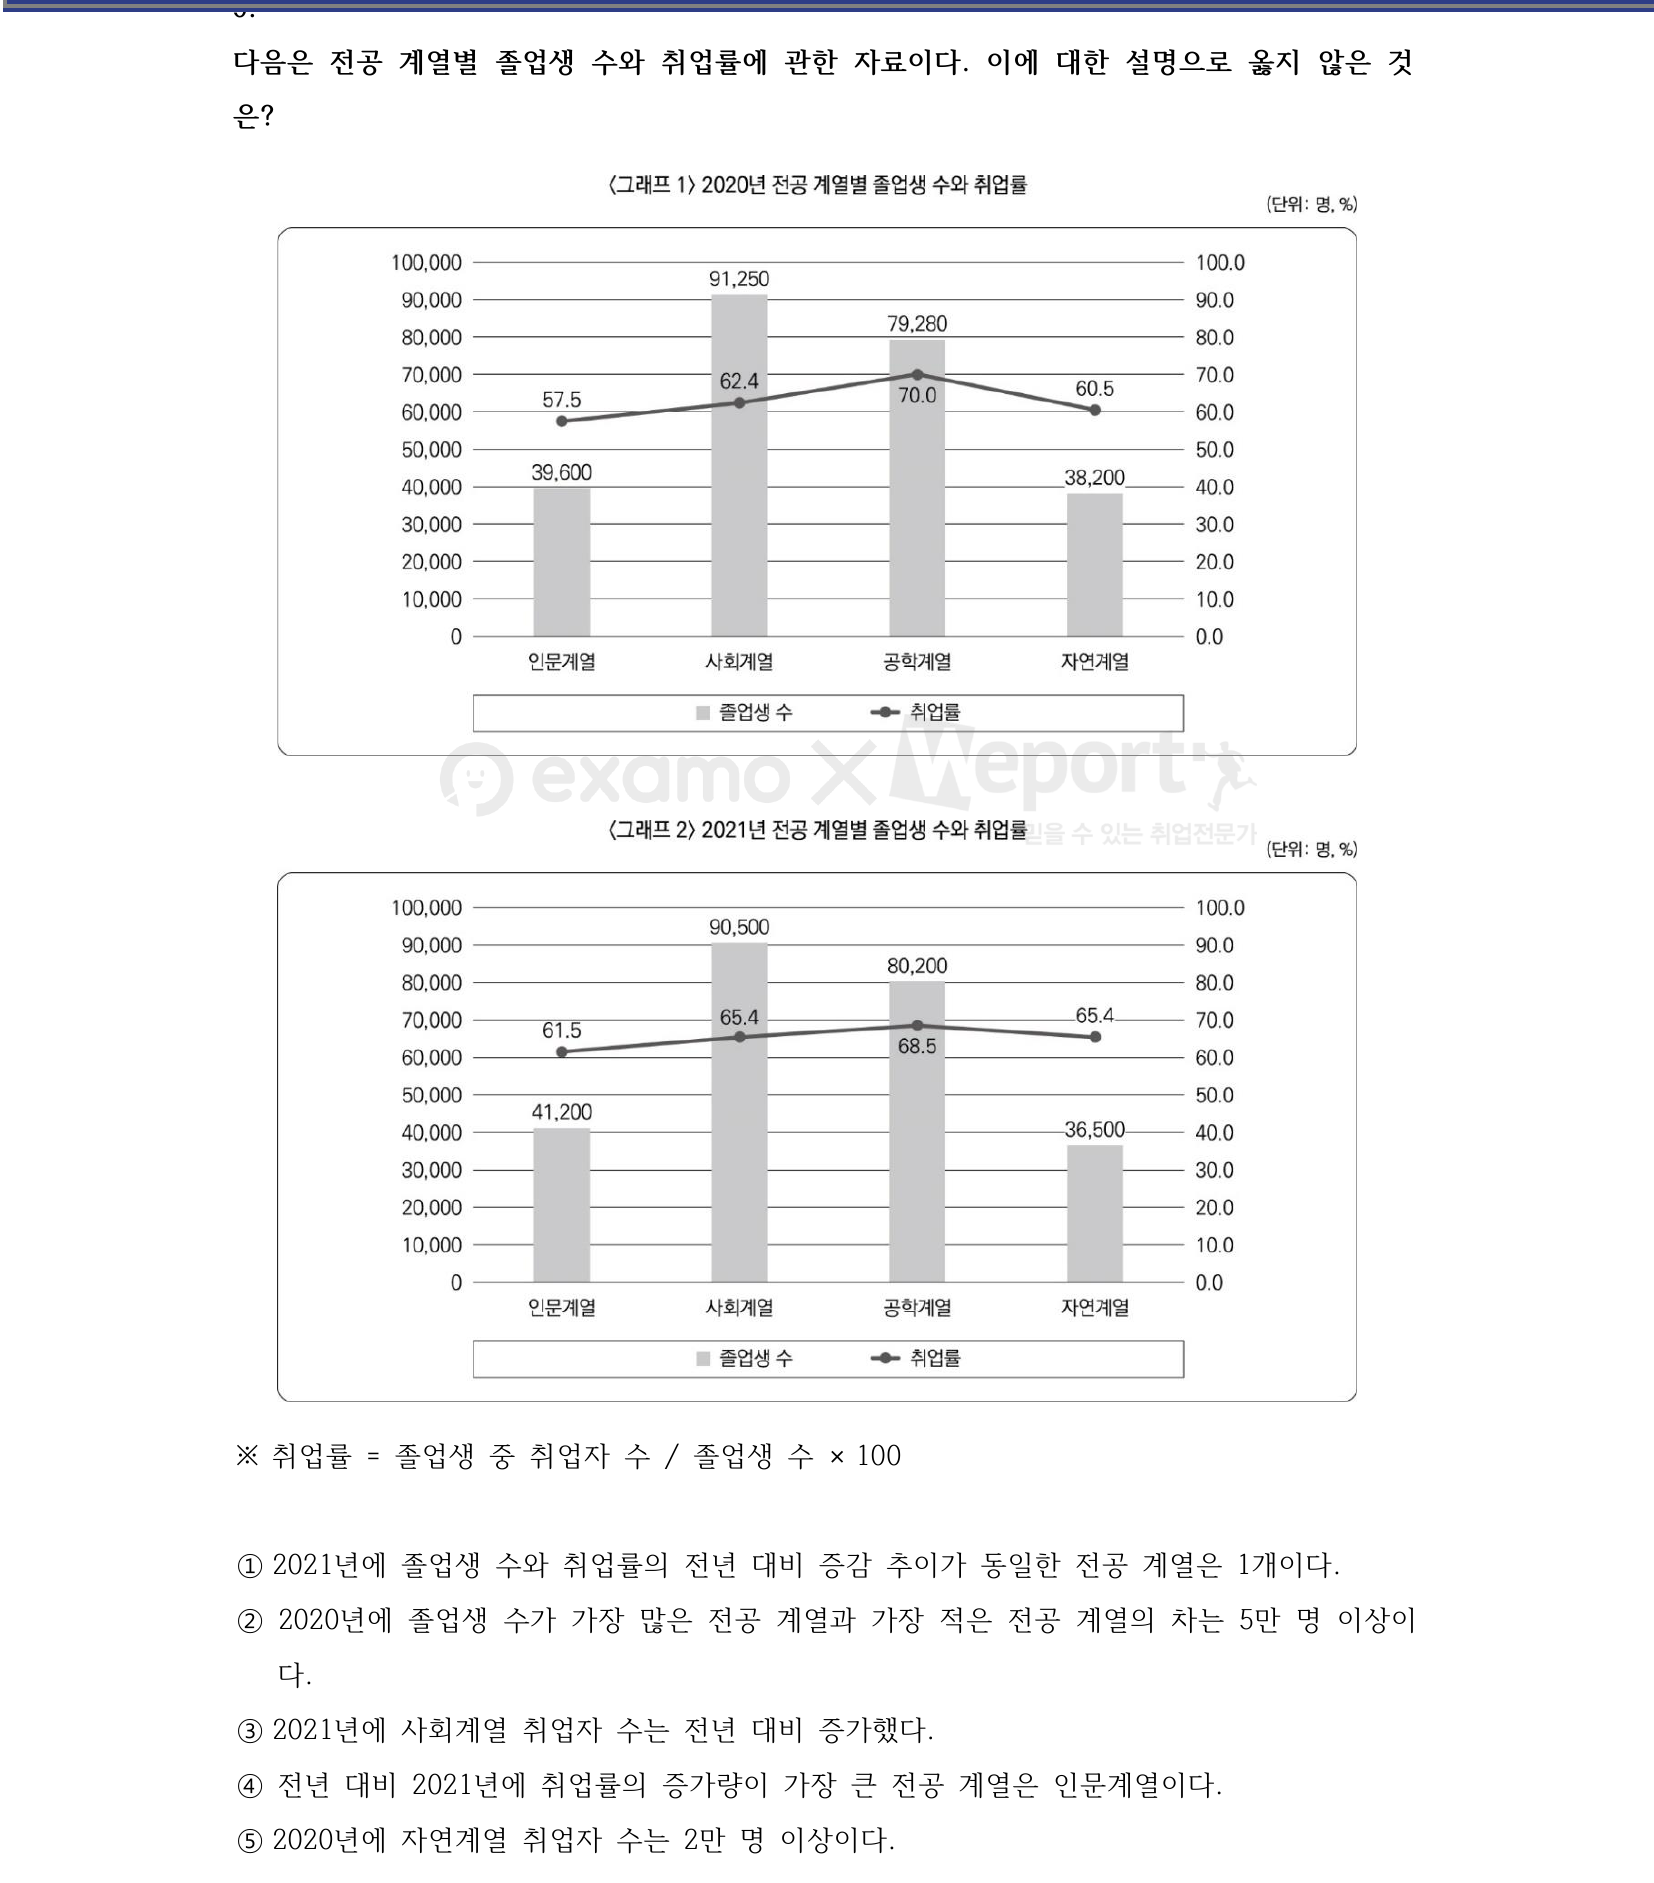 다음은 전공 계열별 졸업생 수와 취업률에 관한 자료이다. 이에 대한 설명으로 옳지 않은 것
은?
<그래프 1> 2020년 전공 계열별 졸업생 수와 취업률
(단위: 명, %)
100,000 100.0
91,250
90,000 90.0
79,280
80,000 80.0
70,000 70.0
57.5 62.4 70.0 60.5
60,000 60.0
50,000 50.0
39,600 38,200
40,000 40.0
30,000 30.0
20,000 20.0
10,000 10.0
0 0.0
인문계열 사회계열 공학계열 자연계열
졸업생 수 취업률
examo × Weport
믿을 수 있는 취업전문가
<그래프 2> 2021년 전공 계열별 졸업생 수와 취업률
(단위: 명, %)
100,000 100.0
90,500
90,000 90.0
80,200
80,000 80.0
70,000 70.0
61.5 65.4 68.5 65.4
60,000 60.0
50,000 50.0
41,200 36,500
40,000 40.0
30,000 30.0
20,000 20.0
10,000 10.0
0 0.0
인문계열 사회계열 공학계열 자연계열
졸업생 수 취업률
※ 취업률 = 졸업생 중 취업자 수 / 졸업생 수 × 100
① 2021년에 졸업생 수와 취업률의 전년 대비 증감 추이가 동일한 전공 계열은 1개이다.
② 2020년에 졸업생 수가 가장 많은 전공 계열과 가장 적은 전공 계열의 차는 5만 명 이상이
다.
③ 2021년에 사회계열 취업자 수는 전년 대비 증가했다.
④ 전년 대비 2021년에 취업률의 증가량이 가장 큰 전공 계열은 인문계열이다.
⑤ 2020년에 자연계열 취업자 수는 2만 명 이상이다.